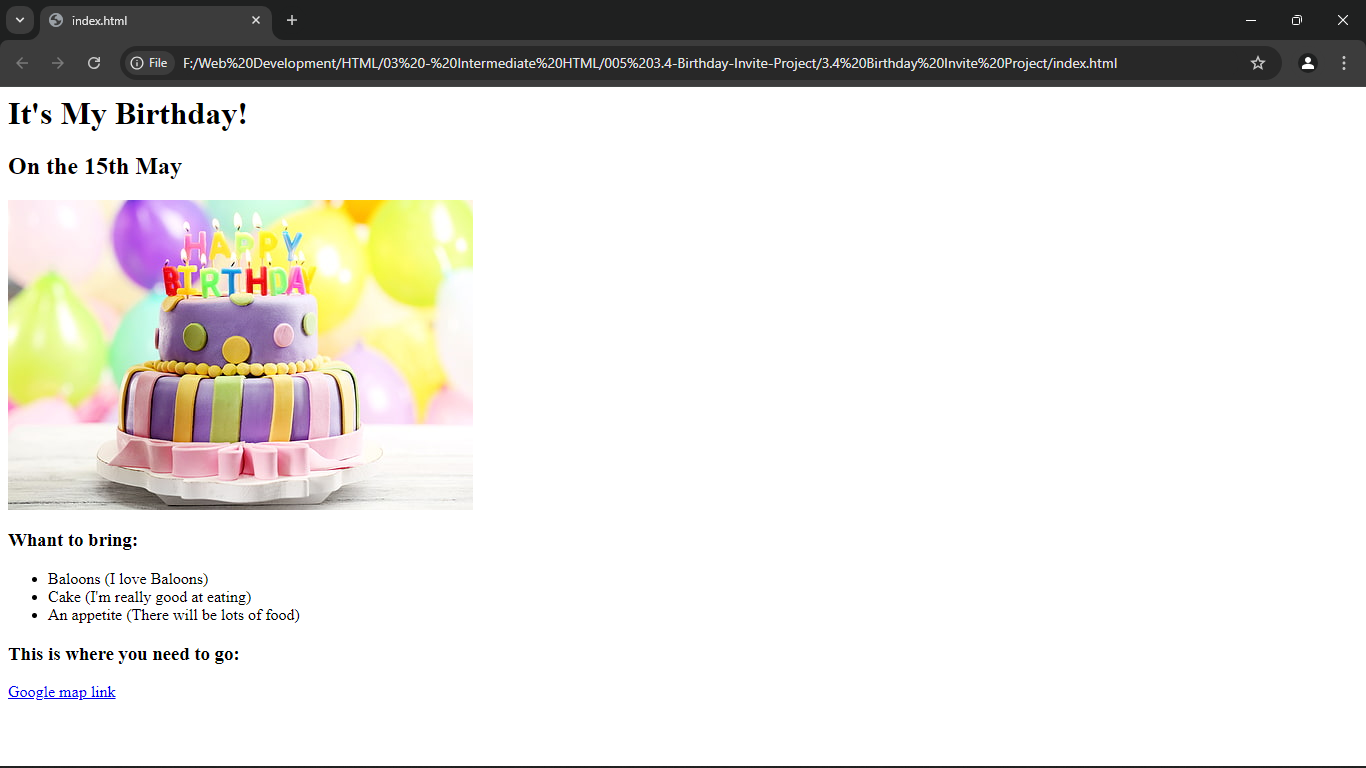 index.html
File
F:/Web%20Development/HTML/03%20-%20Intermediate%20HTML/005%203.4-Birthday-Invite-Project/3.4%20Birthday%20Invite%20Project/index.html
It's My Birthday!
On the 15th May
HAPPY
BIRTHDAY
Whant to bring:
Baloons (I love Baloons)
Cake (I'm really good at eating)
An appetite (There will be lots of food)
This is where you need to go:
Google map link